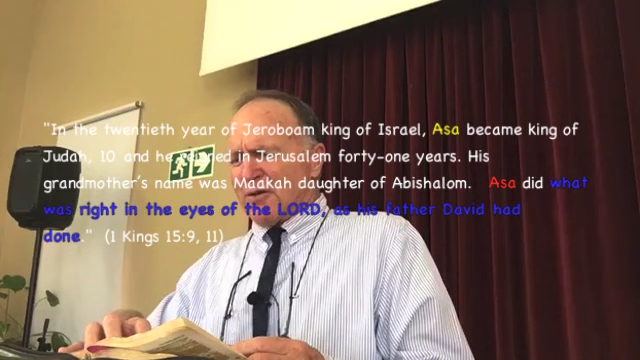 "In the twentieth year of Jeroboam king of Israel, Asa became king of
Judah, 10 and he reigned in Jerusalem forty-one years. His
grandmother's name was Maakah daughter of Abishalom. Asa did what
was right in the eyes of the LORD, as his father David had
done." (1 Kings 15:9, 11)